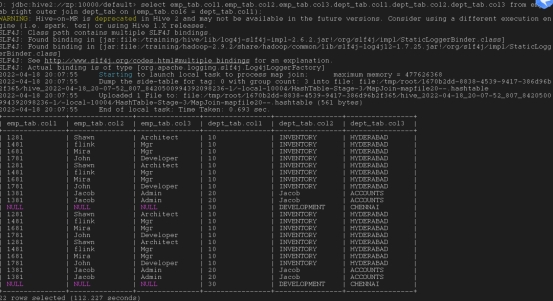 0: jdbc:hive2://rp:10000/default> select emp_tab.col1,emp_tab.col2,emp_tab.col3,dept_tab.col1,dept_tab.col2,dept_tab.col3 from em
ab right outer join dept_tab on (emp_tab.col6 = dept_tab.col1);
WARNING: Hive-on-MR is deprecated in Hive 2 and may not be available in the future versions. Consider using a different execution en
gine (i.e. spark, tez) or using Hive 1.X releases.
SLF4J: Class path contains multiple SLF4J bindings.
SLF4J: Found binding in [jar:file:/training/hive/lib/log4j-slf4j-impl-2.6.2.jar!/org/slf4j/impl/StaticLoggerBinder.class]
SLF4J: Found binding in [jar:file:/training/hadoop-2.9.2/share/hadoop/common/lib/slf4j-log4j12-1.7.25.jar!/org/slf4j/impl/StaticLogg
erBinder.class]
SLF4J: See http://www.slf4j.org/codes.html#multiple_bindings for an explanation.
SLF4J: Actual binding is of type [org.apache.logging.slf4j.Log4jLoggerFactory]
2022-04-18 20:07:55 Starting to launch local task to process map join; maximum memory = 477626368
2022-04-18 20:07:55 Dump the side-table for tag: 0 with group count: 3 into file: file:/tmp/root/
2022-04-18 20:07:55 Uploaded 1 File to: file:/tmp/root/
HashTable-Stage-3/MapJoin-mapfile20--.hashtable (561 bytes)
2022-04-18 20:07:55 End of local task; Time Taken: 0.693 sec.
| emp_tab.col1 | emp_tab.col2 | emp_tab.col3 | dept_tab.col1 | dept_tab.col2 | dept_tab.col3 |
| 1281 | Shawn | Architect | 10 | INVENTORY | HYDERABAD |
| 1481 | flink | Mgr | 10 | INVENTORY | HYDERABAD |
| 1681 | Mira | Mgr | 10 | INVENTORY | HYDERABAD |
| 1781 | John | Developer | 10 | INVENTORY | HYDERABAD |
| 1281 | Shawn | Architect | 10 | INVENTORY | HYDERABAD |
| 1481 | flink | Mgr | 10 | INVENTORY | HYDERABAD |
| 1681 | Mira | Mgr | 10 | INVENTORY | HYDERABAD |
| 1781 | John | Developer | 10 | INVENTORY | HYDERABAD |
| 1381 | Jacob | Admin | 20 | Jacob | ACCOUNTS |
| 1381 | Jacob | Admin | 20 | Jacob | ACCOUNTS |
| NULL | NULL | NULL | 30 | DEVELOPMENT | CHENNAI |
| 1281 | Shawn | Architect | 10 | INVENTORY | HYDERABAD |
| 1481 | flink | Mgr | 10 | INVENTORY | HYDERABAD |
| 1681 | Mira | Mgr | 10 | INVENTORY | HYDERABAD |
| 1781 | John | Developer | 10 | INVENTORY | HYDERABAD |
| 1281 | Shawn | Architect | 10 | INVENTORY | HYDERABAD |
| 1481 | flink | Mgr | 10 | INVENTORY | HYDERABAD |
| 1681 | Mira | Mgr | 10 | INVENTORY | HYDERABAD |
| 1781 | John | Developer | 10 | INVENTORY | HYDERABAD |
| 1381 | Jacob | Admin | 20 | Jacob | ACCOUNTS |
| 1381 | Jacob | Admin | 20 | Jacob | ACCOUNTS |
| NULL | NULL | NULL | 30 | DEVELOPMENT | CHENNAI |
22 rows selected (112.227 seconds)